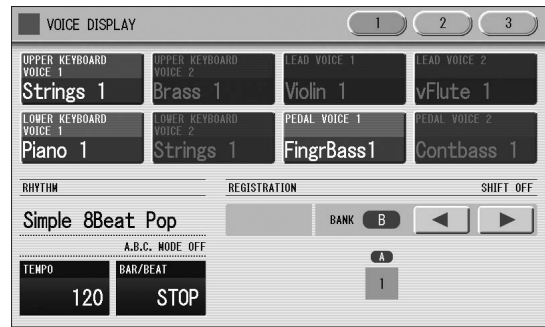 VOICE DISPLAY
1 2 3
UPPER KEYBOARD VOICE 1
Strings 1
UPPER KEYBOARD VOICE 2
Brass 1
LEAD VOICE 1
Violin 1
LEAD VOICE 2
vFlute 1
LOWER KEYBOARD VOICE 1
Piano 1
LOWER KEYBOARD VOICE 2
Strings 1
PEDAL VOICE 1
FingrBass1
PEDAL VOICE 2
Contbass 1
RHYTHM
Simple 8Beat Pop
A.B.C. MODE OFF
TEMPO
120
BAR/BEAT
STOP
REGISTRATION
SHIFT OFF
BANK B
A
1